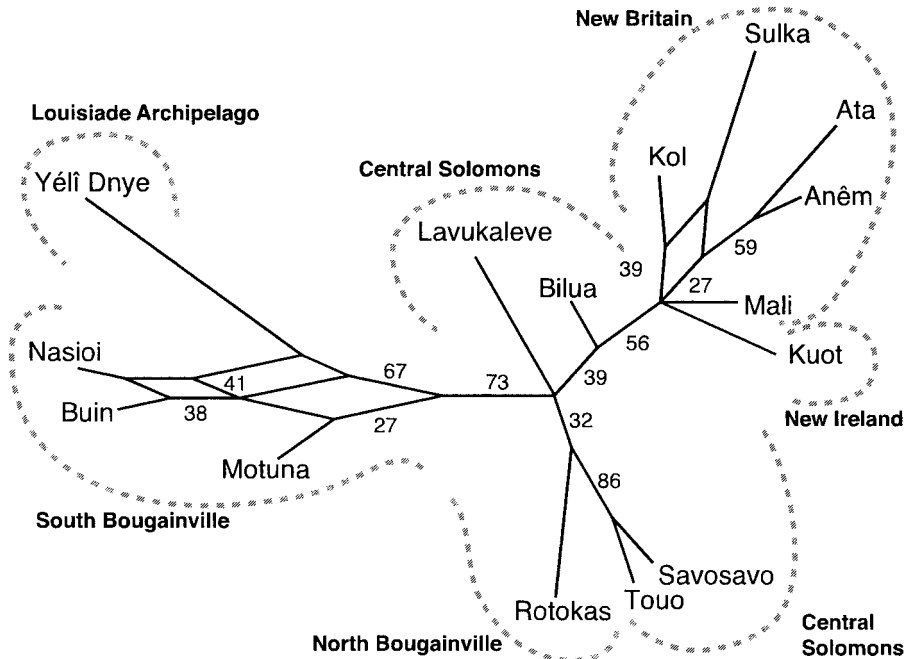 New Britain
Sulka
Louisiade Archipelago
Ata
Kol
Central Solomons
Yélî Dnye
Anêm
Lavukaleve
59
39
Bilua
27
Mali
56
Nasioi
Kuot
67
73
39
41
Buin
38
27
32
New Ireland
Motuna
86
South Bougainville
Savosavo
Rotokas
Touo
Central
Solomons
North Bougainville